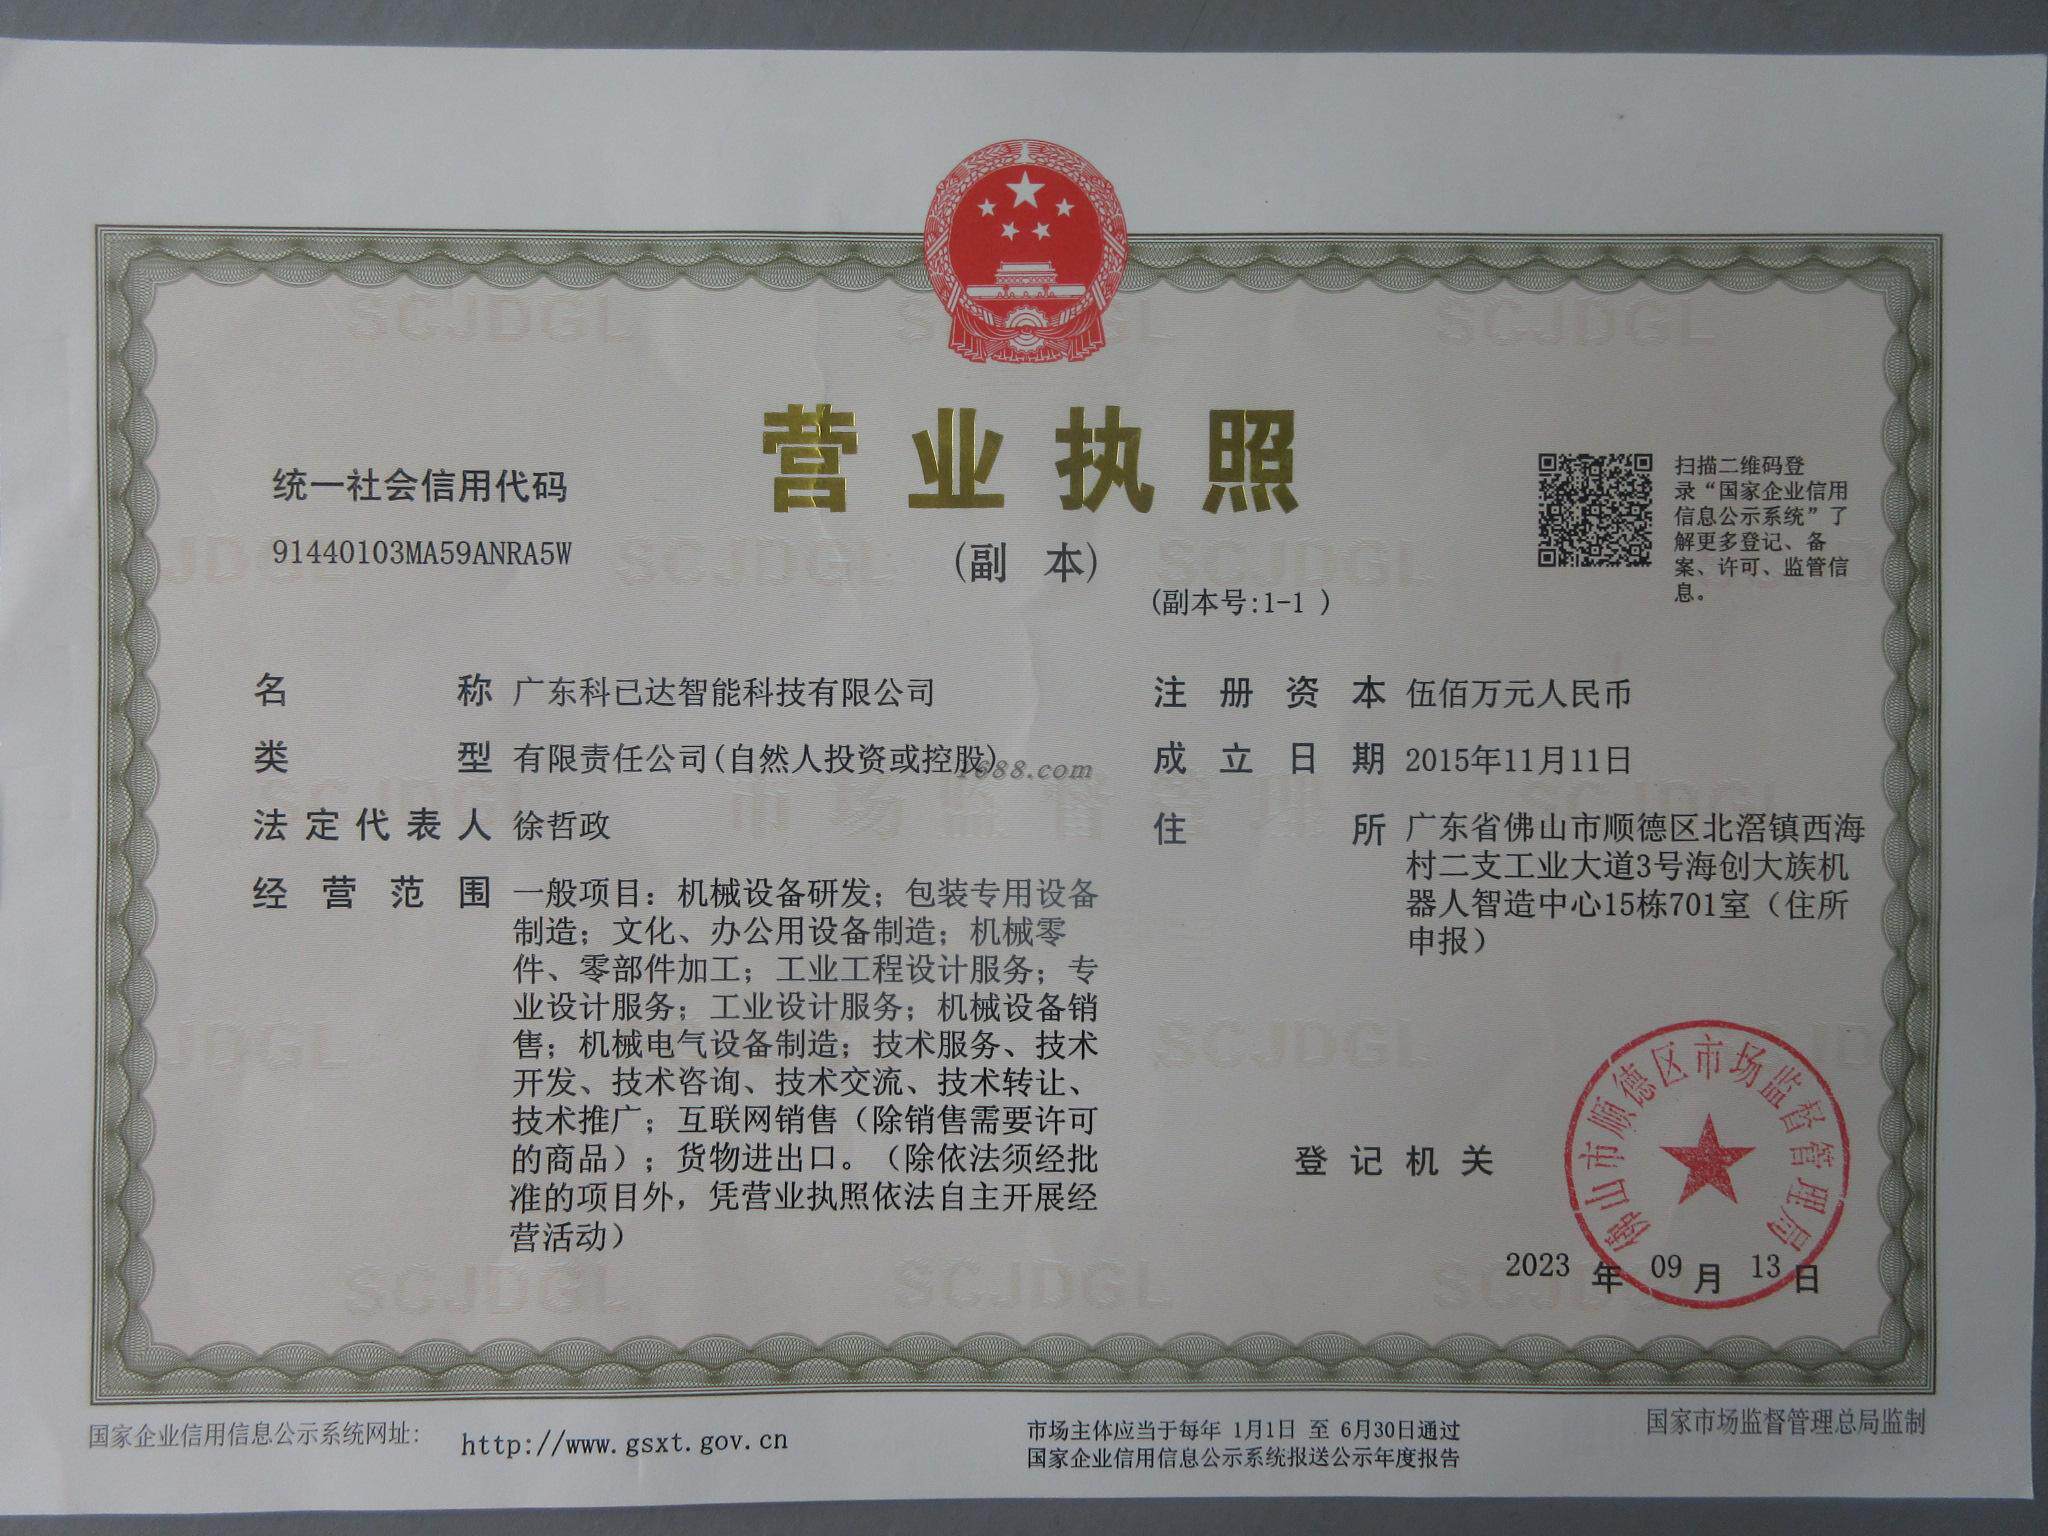 营业执照
(副 本)
(副本号:1-1 )
统一社会信用代码
91440103MA59ANRA5W
扫描二维码登
录“国家企业信用
信息公示系统”了
解更多登记、备
案、许可、监管信
息。
名 称 广东科已达智能科技有限公司
类 型 有限责任公司(自然人投资或控股)
法定代表人 徐哲政
经营范围 一般项目：机械设备研发；包装专用设备
制造；文化、办公用设备制造；机械零
件、零部件加工；工业工程设计服务；专
业设计服务；工业设计服务；机械设备销
售；机械电气设备制造；技术服务、技术
开发、技术咨询、技术交流、技术转让、
技术推广；互联网销售（除销售需要许可
的商品）；货物进出口。（除依法须经批
准的项目外，凭营业执照依法自主开展经
营活动）
注册资本 伍佰万元人民币
成立日期 2015年11月11日
住 所 广东省佛山市顺德区北滘镇西海
村二支工业大道3号海创大族机
器人智造中心15栋701室（住所
申报）
1688.com
市场监督管理
SCJDGL
登记机关
佛山市顺德区市场监督管理局
2023 年 09 月 13 日
国家企业信用信息公示系统网址: http://www.gsxt.gov.cn
市场主体应当于每年 1月1日 至 6月30日通过
国家企业信用信息公示系统报送公示年度报告
国家市场监督管理总局监制